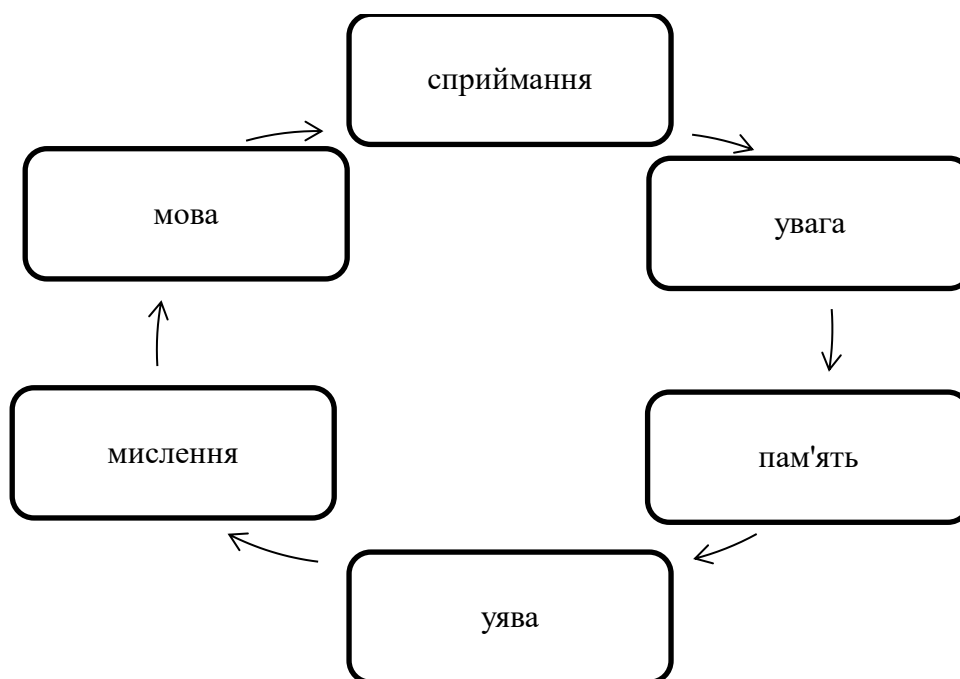 сприймання
увага
пам'ять
уява
мислення
мова